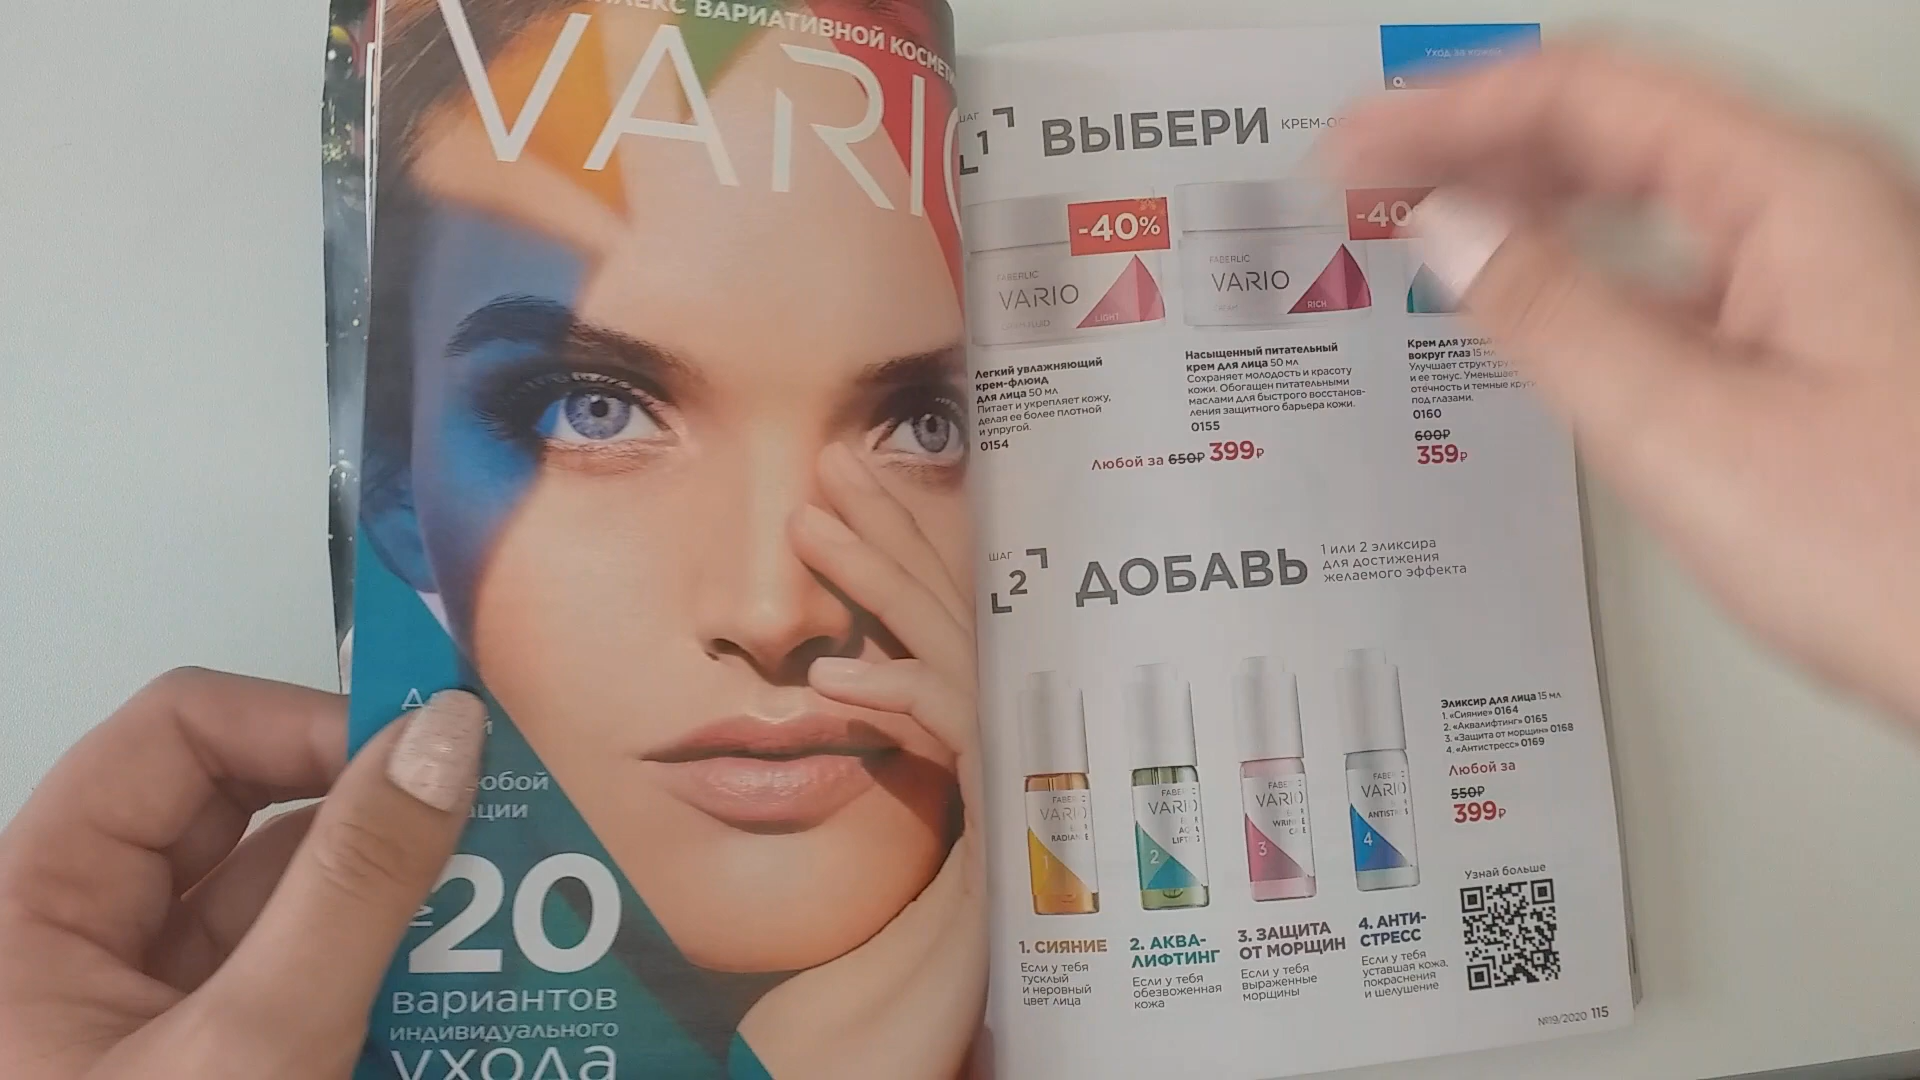 ВАРИАТИВНОЙ
VARIO
юбой
20
вариантов
индивидуального
ухода
Уход за кожей
ШАГ
1
ВЫБЕРИ
-40%
-40
FABERLIC
VARIO
LIGHT
FABERLIC
VARIO
RICH
Легкий увлажняющий
крем-флюид
для лица 50 мл
Питает и укрепляет кожу,
делая ее более плотной
и упругой.
0154
Насыщенный питательный
крем для лица 50 мл
Сохраняет молодость и красоту
кожи. Обогащен питательными
маслами для быстрого восстанов-
ления защитного барьера кожи.
0155
Любой за 650₽ 399₽
Крем для ухода
вокруг глаз 15 мл
Улучшает структуру
и ее тонус. Уменьшает
отёчность и темные круги
под глазами.
0160
600₽
359₽
ШАГ
2
ДОБАВЬ
1 или 2 эликсира
для достижения
желаемого эффекта
VARIO
1
VARIO
2
VARIO
3
VARIO
4
Эликсир для лица 15 мл
1. «Сияние» 0164
2. «Аквалифтинг» 0165
3. «Защита от морщин» 0168
4. «Антистресс» 0169
Любой за
550₽
399₽
Узнай больше
1. СИЯНИЕ
Если у тебя
тусклый
и неровный
цвет лица
2. АКВА-
ЛИФТИНГ
Если у тебя
обезвоженная
кожа
3. ЗАЩИТА
ОТ МОРЩИН
Если у тебя
выраженные
морщины
4. АНТИ-
СТРЕСС
Если у тебя
уставшая кожа,
покраснения
и шелушение
№19/2020 115